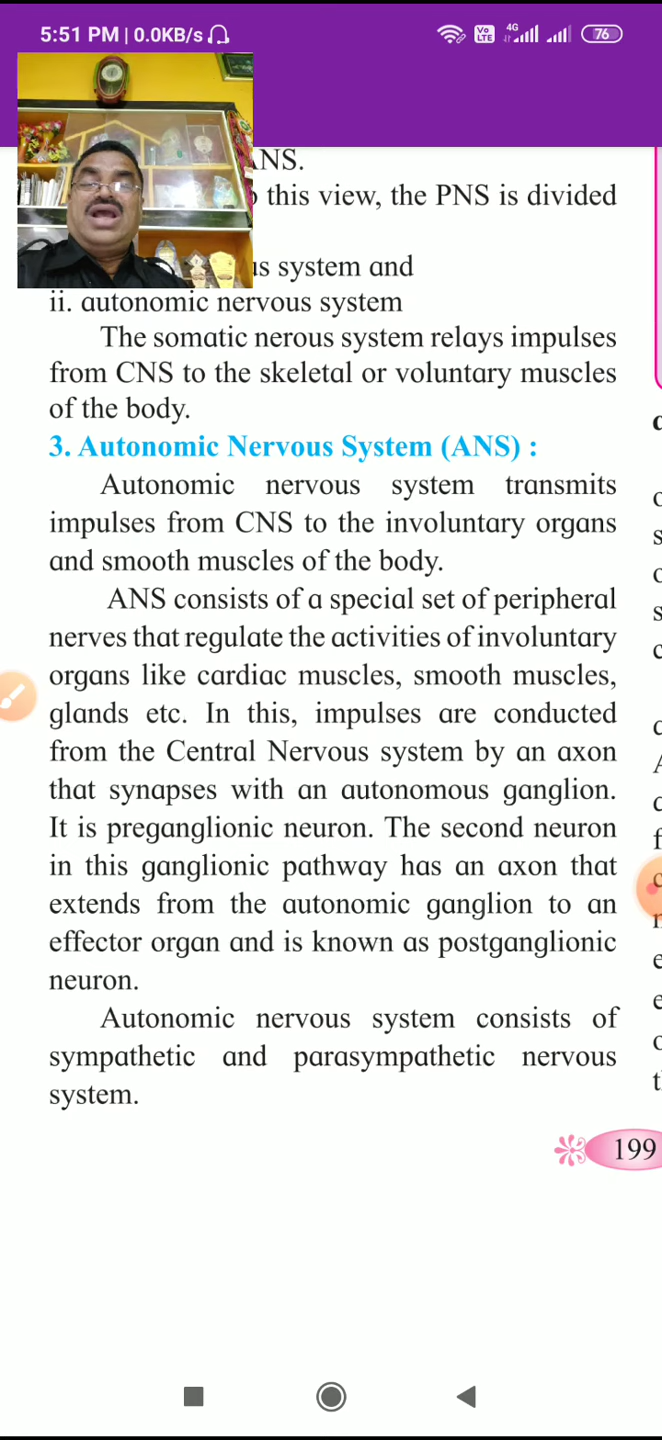 5:51 PM | 0.0KB/s
Vo LTE 4G 76
ANS.
this view, the PNS is divided
system and
ii. autonomic nervous system
The somatic nerous system relays impulses
from CNS to the skeletal or voluntary muscles
of the body.
3. Autonomic Nervous System (ANS) :
Autonomic nervous system transmits
impulses from CNS to the involuntary organs
and smooth muscles of the body.
ANS consists of a special set of peripheral
nerves that regulate the activities of involuntary
organs like cardiac muscles, smooth muscles,
glands etc. In this, impulses are conducted
from the Central Nervous system by an axon
that synapses with an autonomous ganglion.
It is preganglionic neuron. The second neuron
in this ganglionic pathway has an axon that
extends from the autonomic ganglion to an
effector organ and is known as postganglionic
neuron.
Autonomic nervous system consists of
sympathetic and parasympathetic nervous
system.
199